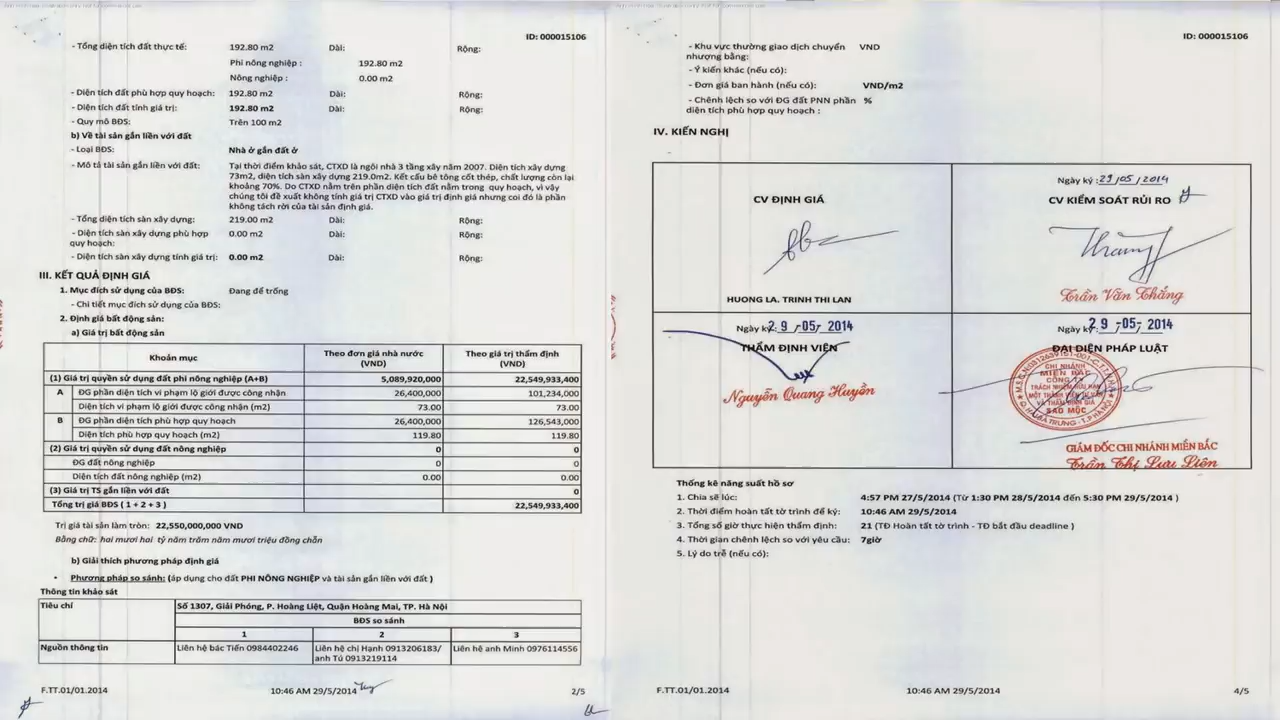 ID: 000015106
- Tổng diện tích đất thực tế: 192.80 m2 Dài: Rộng:
Phi nông nghiệp : 192.80 m2
Nông nghiệp : 0.00 m2
- Diện tích đất phù hợp quy hoạch: 192.80 m2 Dài: Rộng:
- Diện tích đất tính giá trị: 192.80 m2 Dài: Rộng:
- Quy mô BĐS: Trên 100 m2
b) Về tài sản gắn liền với đất
- Loại BĐS: Nhà ở gắn đất ở
- Mô tả tài sản gắn liền với đất: Tại thời điểm khảo sát, CTXD là ngôi nhà 3 tầng xây năm 2007. Diện tích xây dựng
73m2, diện tích sàn xây dựng 219.0m2. Kết cấu bê tông cốt thép, chất lượng còn lại
khoảng 70%. Do CTXD nằm trên phần diện tích đất nằm trong quy hoạch, vì vậy
chúng tôi đề xuất không tính giá trị CTXD vào giá trị định giá nhưng coi đó là phần
không tách rời của tài sản định giá.
- Tổng diện tích sàn xây dựng: 219.00 m2 Dài: Rộng:
- Diện tích sàn xây dựng phù hợp quy hoạch: 0.00 m2 Dài: Rộng:
- Diện tích sàn xây dựng tính giá trị: 0.00 m2 Dài: Rộng:
III. KẾT QUẢ ĐỊNH GIÁ
1. Mục đích sử dụng của BĐS: Đang để trống
- Chi tiết mục đích sử dụng của BĐS:
2. Định giá bất động sản:
a) Giá trị bất động sản
Khoản mục Theo đơn giá nhà nước (VND) Theo giá trị thẩm định (VND)
(1) Giá trị quyền sử dụng đất phi nông nghiệp (A+B) 5,089,920,000 22,549,933,400
A ĐG phần diện tích vi phạm lộ giới được công nhận 26,400,000 101,234,000
Diện tích vi phạm lộ giới được công nhận (m2) 73.00 73.00
B ĐG phần diện tích phù hợp quy hoạch 26,400,000 126,543,000
Diện tích phù hợp quy hoạch (m2) 119.80 119.80
(2) Giá trị quyền sử dụng đất nông nghiệp 0 0
ĐG đất nông nghiệp 0 0
Diện tích đất nông nghiệp (m2) 0.00 0.00
(3) Giá trị TS gắn liền với đất 0
Tổng trị giá BĐS ( 1 + 2 + 3 ) 22,549,933,400
Trị giá tài sản làm tròn: 22,550,000,000 VND
Bằng chữ: hai mươi hai tỷ năm trăm năm mươi triệu đồng chẵn
b) Giải thích phương pháp định giá
• Phương pháp so sánh: (áp dụng cho đất PHI NÔNG NGHIỆP và tài sản gắn liền với đất )
Thông tin khảo sát
Tiêu chí Số 1307, Giải Phóng, P. Hoàng Liệt, Quận Hoàng Mai, TP. Hà Nội
BĐS so sánh
1 2 3
Nguồn thông tin Liên hệ bác Tiến 0984402246 Liên hệ chị Hạnh 0913206183/ anh Tú 0913219114 Liên hệ anh Minh 0976114556
F.TT.01/01.2014 10:46 AM 29/5/2014 2/5
ID: 000015106
- Khu vực thường giao dịch chuyển nhượng bằng: VND
- Ý kiến khác (nếu có):
- Đơn giá ban hành (nếu có): VND/m2
- Chênh lệch so với ĐG đất PNN phần diện tích phù hợp quy hoạch : %
IV. KIẾN NGHỊ
CV ĐỊNH GIÁ
HUONG LA. TRINH THI LAN
Ngày ký: 29/05/2014
CV KIỂM SOÁT RỦI RO
Trần Văn Thắng
Ngày ký: 29-05-2014
THẨM ĐỊNH VIÊN
Nguyễn Quang Huyền
Ngày ký: 29-05-2014
ĐẠI DIỆN PHÁP LUẬT
CHI NHÁNH
MIỀN BẮC
CÔNG TY
TRÁCH NHIỆM HỮU HẠN
VÀ THẨM ĐỊNH GIÁ
SAO MỘC
GIÁM ĐỐC CHI NHÁNH MIỀN BẮC
Trần Thị Lưu Liên
Thống kê năng suất hồ sơ
1. Chia sẽ lúc: 4:57 PM 27/5/2014 (Từ 1:30 PM 28/5/2014 đến 5:30 PM 29/5/2014 )
2. Thời điểm hoàn tất tờ trình để ký: 10:46 AM 29/5/2014
3. Tổng số giờ thực hiện thẩm định: 21 (TĐ Hoàn tất tờ trình - TĐ bắt đầu deadline )
4. Thời gian chênh lệch so với yêu cầu: 7giờ
5. Lý do trễ (nếu có):
F.TT.01/01.2014 10:46 AM 29/5/2014 4/5